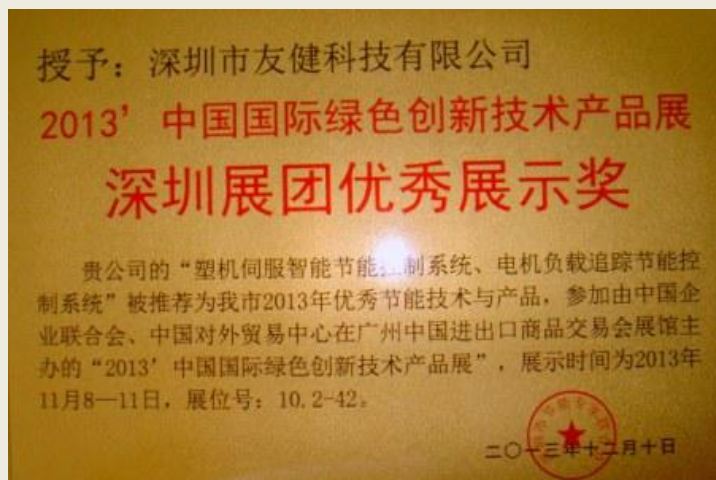 授予：深圳市友健科技有限公司
2013’中国国际绿色创新技术产品展
深圳展团优秀展示奖
贵公司的“塑机伺服智能节能控制系统、电机负载追踪节能控
制系统”被推荐为我市2013年优秀节能技术与产品，参加由中国企
业联合会、中国对外贸易中心在广州中国进出口商品交易会展馆主
办的“2013’中国国际绿色创新技术产品展”，展示时间为2013年
11月8—11日，展位号：10.2-42。
二〇一三年十二月十日